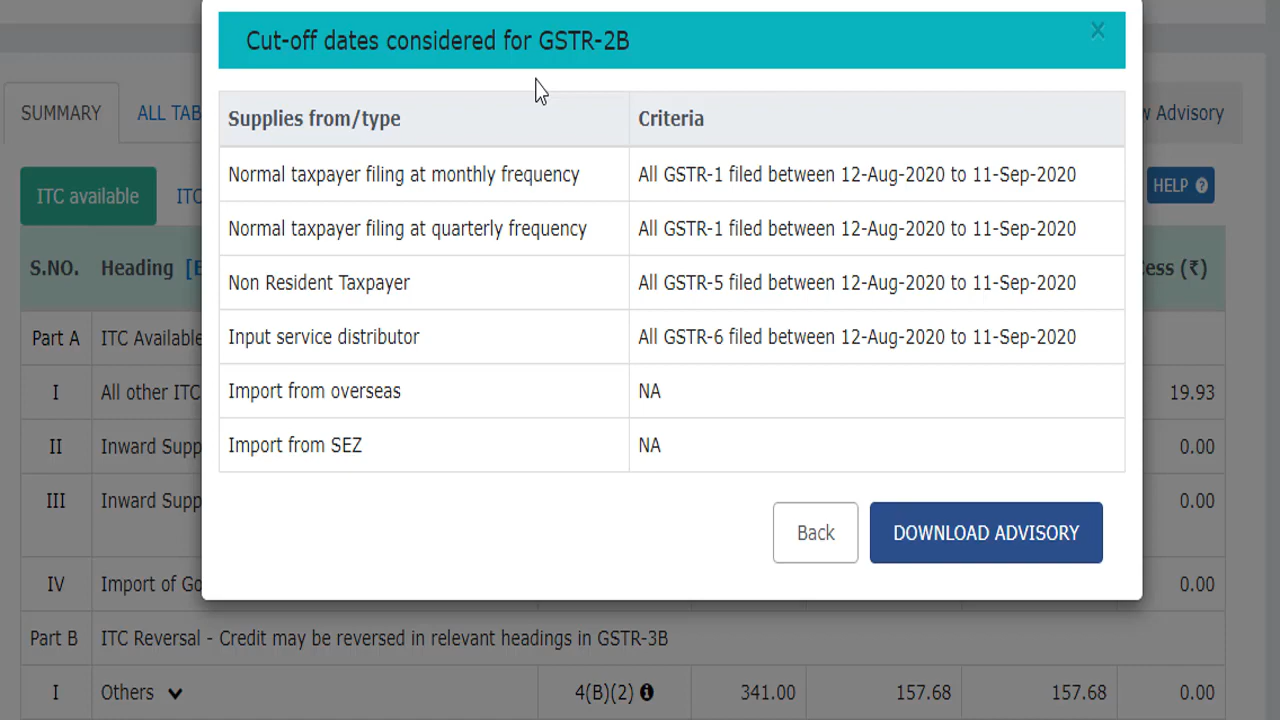 Cut-off dates considered for GSTR-2B
x
Supplies from/type Criteria
Normal taxpayer filing at monthly frequency All GSTR-1 filed between 12-Aug-2020 to 11-Sep-2020
Normal taxpayer filing at quarterly frequency All GSTR-1 filed between 12-Aug-2020 to 11-Sep-2020
Non Resident Taxpayer All GSTR-5 filed between 12-Aug-2020 to 11-Sep-2020
Input service distributor All GSTR-6 filed between 12-Aug-2020 to 11-Sep-2020
Import from overseas NA
Import from SEZ NA
Back DOWNLOAD ADVISORY
SUMMARY ALL TAB Advisory
ITC available ITC HELP ?
S.NO. Heading (₹)
Part A ITC Available
I All other ITC 19.93
II Inward Supp 0.00
III Inward Supp 0.00
IV Import of Go 0.00
Part B ITC Reversal - Credit may be reversed in relevant headings in GSTR-3B
I Others 4(B)(2) 341.00 157.68 157.68 0.00